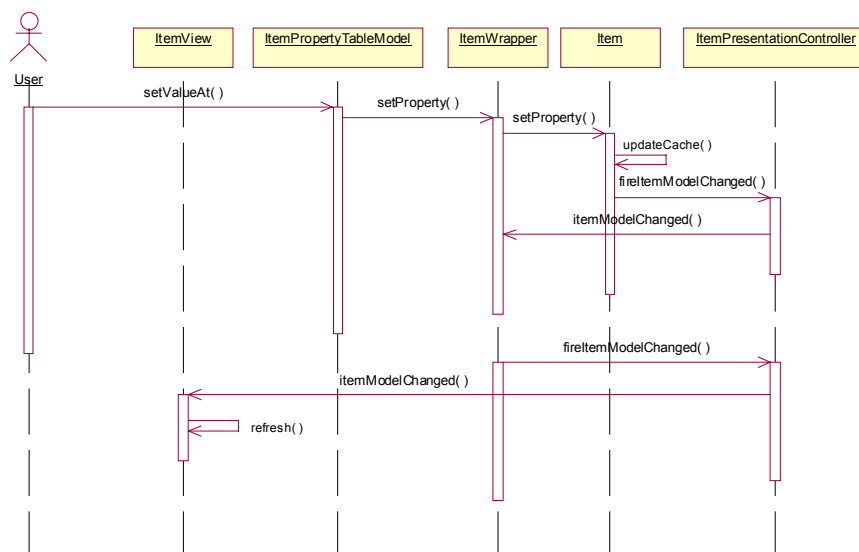 ItemView
ItemPropertyTableModel
ItemWrapper
Item
ItemPresentationController
User
setValueAt( )
setProperty( )
setProperty( )
updateCache( )
fireItemModelChanged( )
itemModelChanged( )
fireItemModelChanged( )
itemModelChanged( )
refresh( )